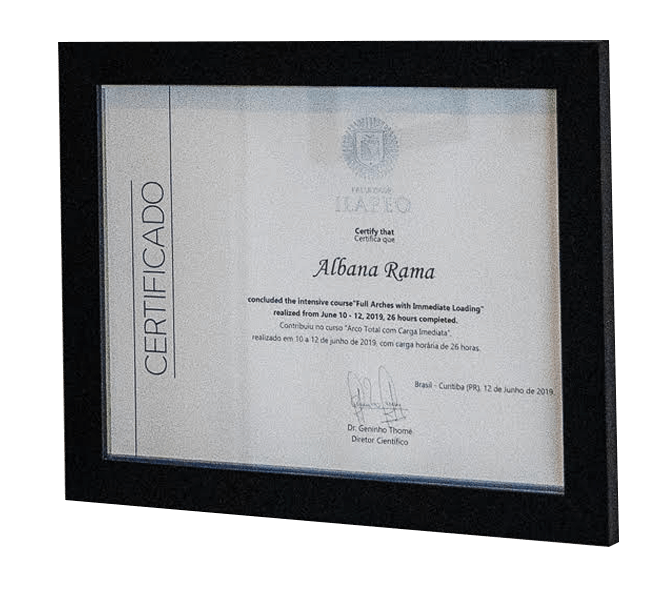 CERTIFICADO
FACULDADE
ILAPEO
Certify that
Certifica que
Albana Rama
concluded the intensive course"Full Arches with Immediate Loading"
realized from June 10 - 12, 2019, 26 hours completed.
Contribuiu no curso "Arco Total com Carga Imediata",
realizado em 10 a 12 de junho de 2019, com carga horária de 26 horas.
Brasil - Curitiba (PR), 12 de Junho de 2019.
Dr. Geninho Thomé
Diretor Científico